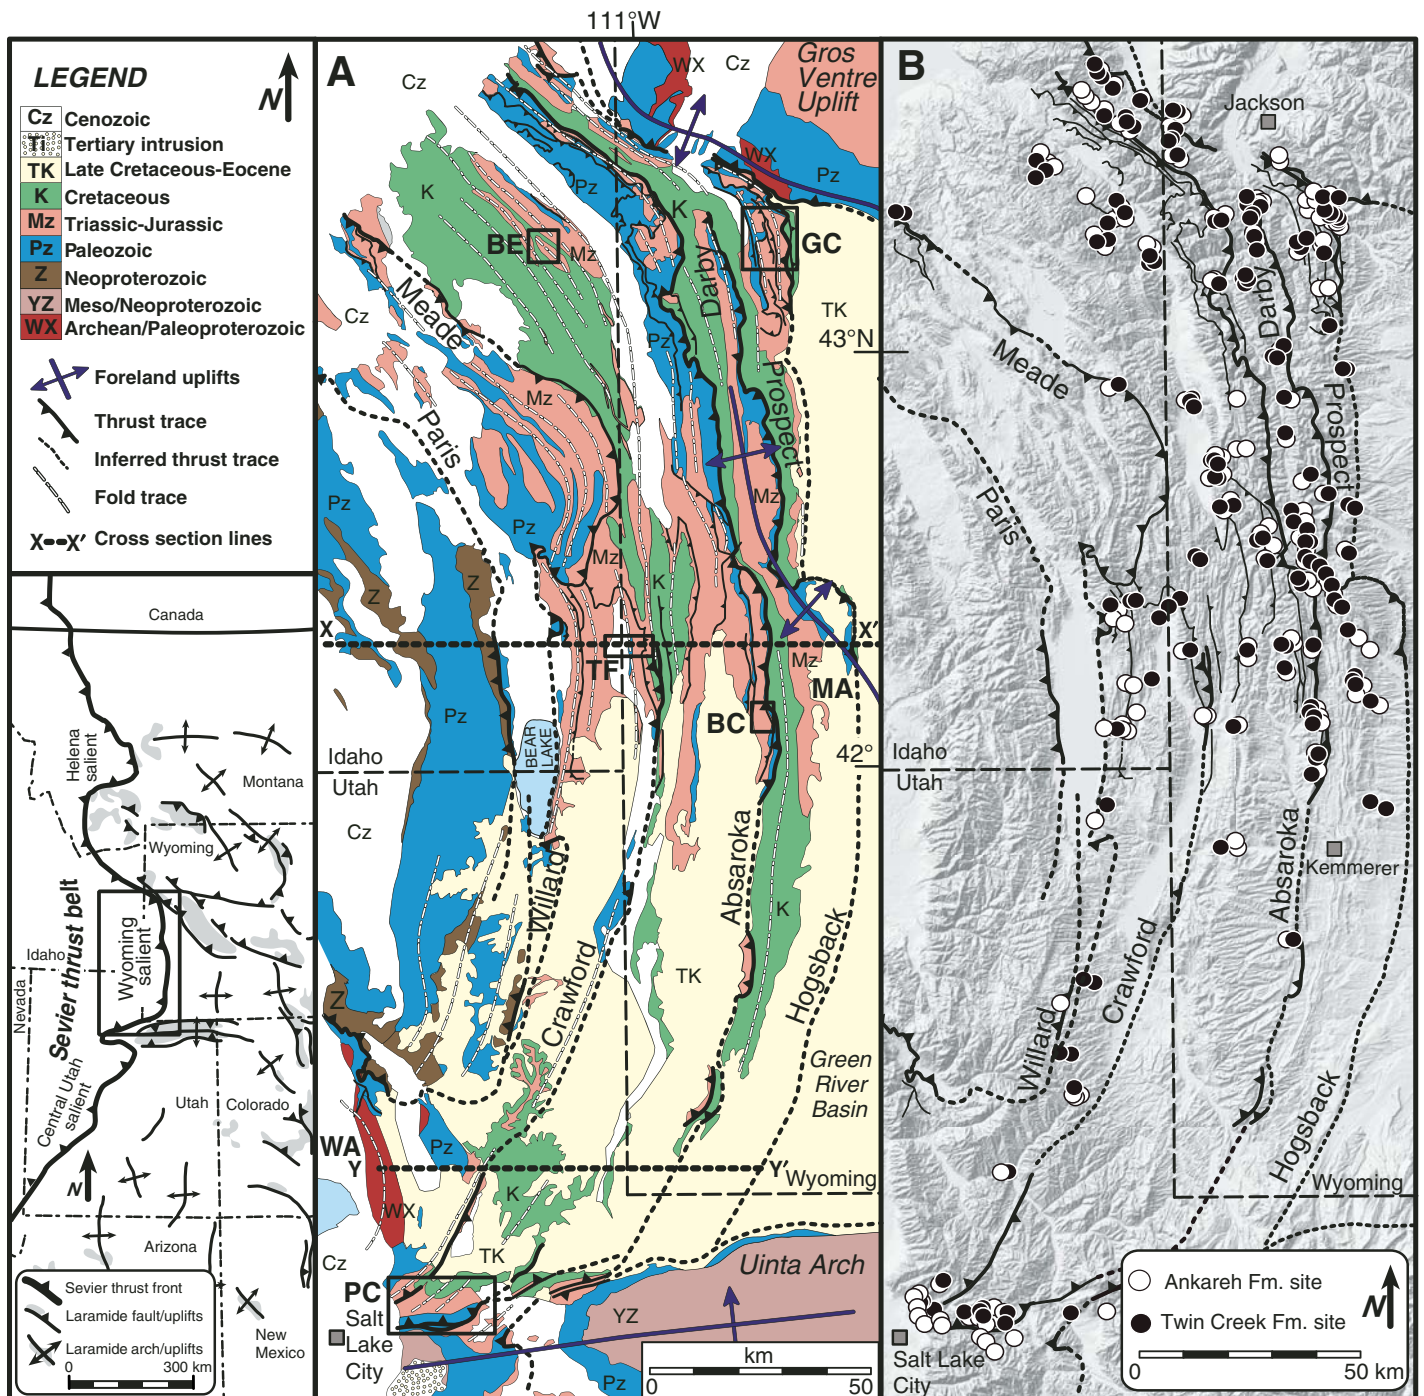 111°W
LEGEND
N
Cz Cenozoic
Ti Tertiary intrusion
TK Late Cretaceous-Eocene
K Cretaceous
Mz Triassic-Jurassic
Pz Paleozoic
Z Neoproterozoic
YZ Meso/Neoproterozoic
WX Archean/Paleoproterozoic
Foreland uplifts
Thrust trace
Inferred thrust trace
Fold trace
X--X' Cross section lines
Canada
Helena
salient
Montana
Wyoming
Sevier thrust belt
Wyoming
salient
Idaho
Nevada
Central Utah
salient
Utah
Colorado
N
Arizona
New
Mexico
Sevier thrust front
Laramide fault/uplifts
Laramide arch/uplifts
0 300 km
A
Cz
WX
Cz
Gros
Ventre
Uplift
WX
Pz
Pz
K
K
BE
Mz
GC
Darby
Meade
Cz
TK
43°N
Pz
Mz
Prospect
Paris
Pz
Mz
Pz
Mz
Z
Z
K
X
X'
TF
Mz
MA
Pz
BC
BEAR
LAKE
42°
Idaho
Utah
Cz
Willard
Absaroka
K
Crawford
TK
Hogsback
Z
Green
River
Basin
WA
Y
Pz
Y'
Wyoming
K
WX
TK
Cz
Uinta Arch
PC
Salt
Lake
City
YZ
Pz
km
0 50
B
Jackson
Darby
Meade
Prospect
Paris
Idaho
Utah
Absaroka
Kemmerer
Crawford
Willard
Hogsback
Wyoming
Salt Lake
City
Ankareh Fm. site
Twin Creek Fm. site
N
0 50 km